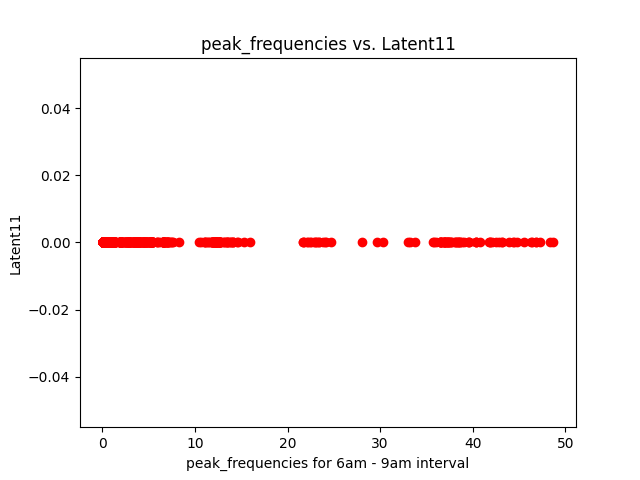 peak_frequencies vs. Latent11
0.04
0.02
0.00
−0.02
−0.04
Latent11
0 10 20 30 40 50
peak_frequencies for 6am - 9am interval